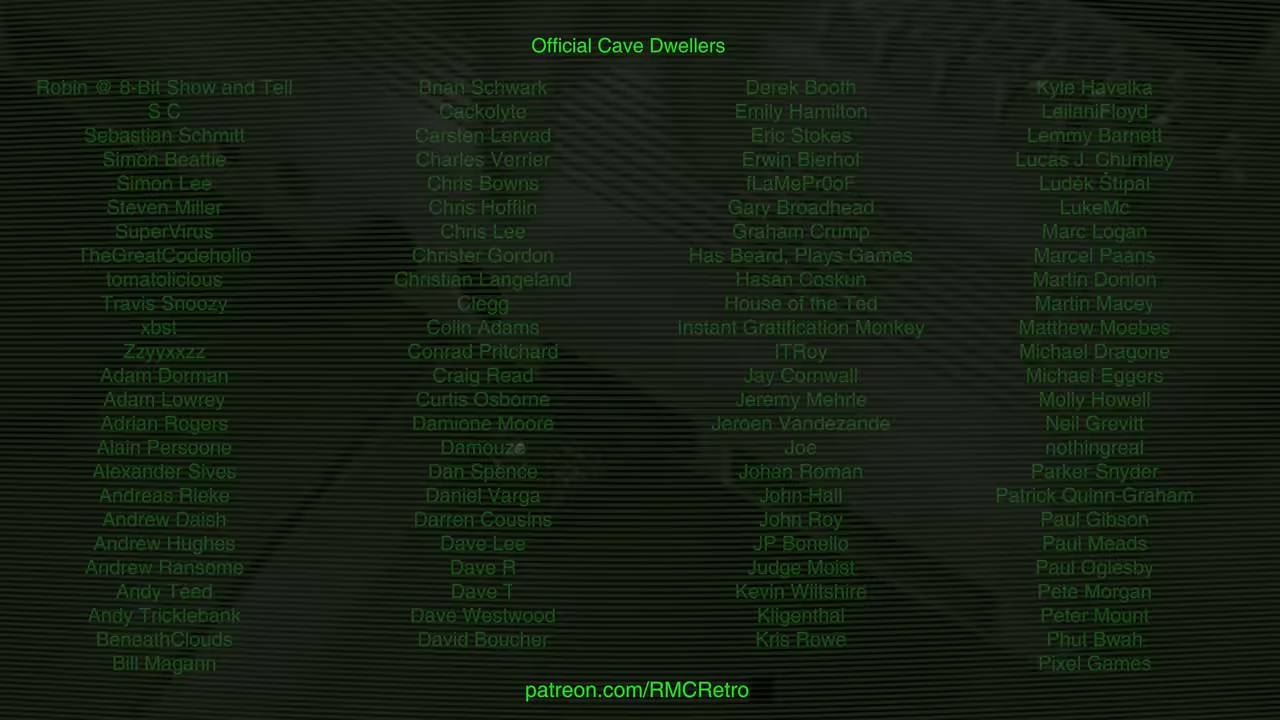 Official Cave Dwellers
Robin @ 8-Bit Show and Tell
S C
Sebastian Schmitt
Simon Beattie
Simon Lee
Steven Miller
SuperVirus
TheGreatCodeholio
tomatolicious
Travis Snoozy
xbst
Zzyyxxzz
Adam Dorman
Adam Lowrey
Adrian Rogers
Alain Persoone
Alexander Sives
Andreas Rieke
Andrew Daish
Andrew Hughes
Andrew Ransome
Andy Teed
Andy Tricklebank
BeneathClouds
Bill Magann
Brian Schwark
Cackolyte
Carsten Lervad
Charles Verrier
Chris Bowns
Chris Hofflin
Chris Lee
Christer Gordon
Christian Langeland
Clegg
Colin Adams
Conrad Pritchard
Craig Read
Curtis Osborne
Damione Moore
Damouze
Dan Spence
Daniel Varga
Darren Cousins
Dave Lee
Dave R
Dave T
Dave Westwood
David Boucher
Derek Booth
Emily Hamilton
Eric Stokes
Erwin Bierhof
fLaMePr0oF
Gary Broadhead
Graham Crump
Has Beard, Plays Games
Hasan Coskun
House of the Ted
Instant Gratification Monkey
ITRoy
Jay Cornwall
Jeremy Mehrle
Jeroen Vandezande
Joe
Johan Roman
John Hall
John Roy
JP Bonello
Judge Moist
Kevin Wiltshire
Kligenthal
Kris Rowe
Kyle Havelka
LeilaniFloyd
Lemmy Barnett
Lucas J. Chumley
Luděk Štipal
LukeMc
Marc Logan
Marcel Paans
Martin Donlon
Martin Macey
Matthew Moebes
Michael Dragone
Michael Eggers
Molly Howell
Neil Grevitt
nothingreal
Parker Snyder
Patrick Quinn-Graham
Paul Gibson
Paul Meads
Paul Oglesby
Pete Morgan
Peter Mount
Phut Bwah
Pixel Games
patreon.com/RMCRetro